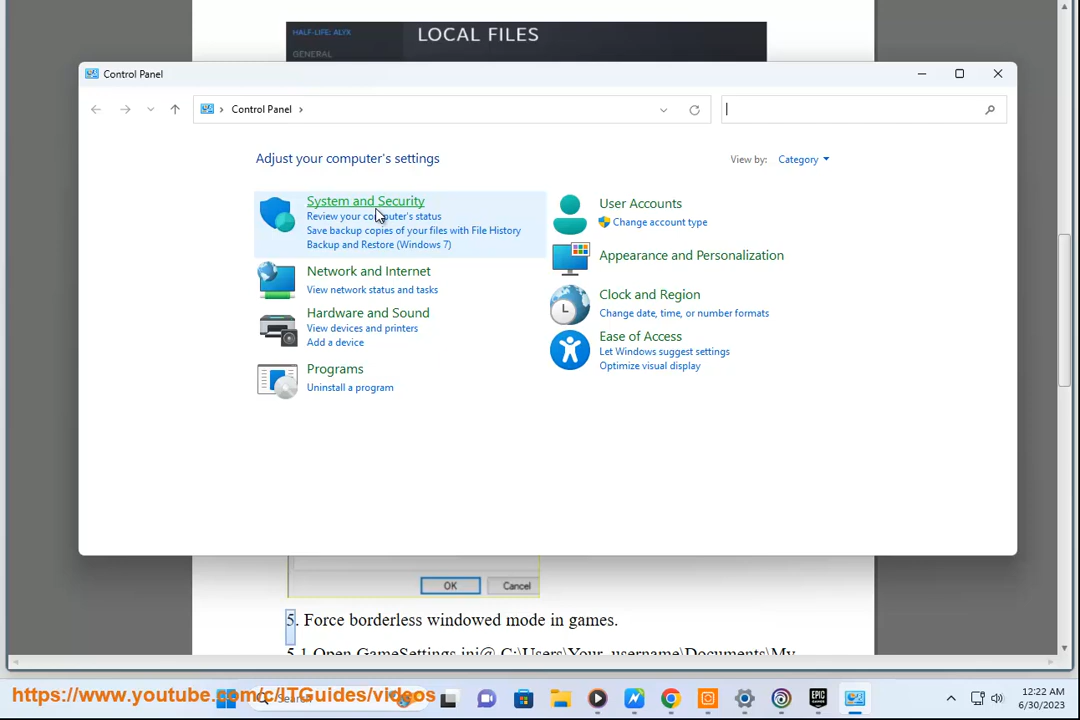 HALF-LIFE: ALYX
LOCAL FILES
GENERAL
Control Panel
Control Panel
Adjust your computer's settings
View by: Category
System and Security
Review your computer's status
Save backup copies of your files with File History
Backup and Restore (Windows 7)
Network and Internet
View network status and tasks
Hardware and Sound
View devices and printers
Add a device
Programs
Uninstall a program
User Accounts
Change account type
Appearance and Personalization
Clock and Region
Change date, time, or number formats
Ease of Access
Let Windows suggest settings
Optimize visual display
OK Cancel
5. Force borderless windowed mode in games.
5.1 Open GameSettings.ini@ C:\Users\Your_username\Documents\My
https://www.youtube.com/c/ITGuides/videos
Search
EPIC GAMES
12:22 AM
6/30/2023